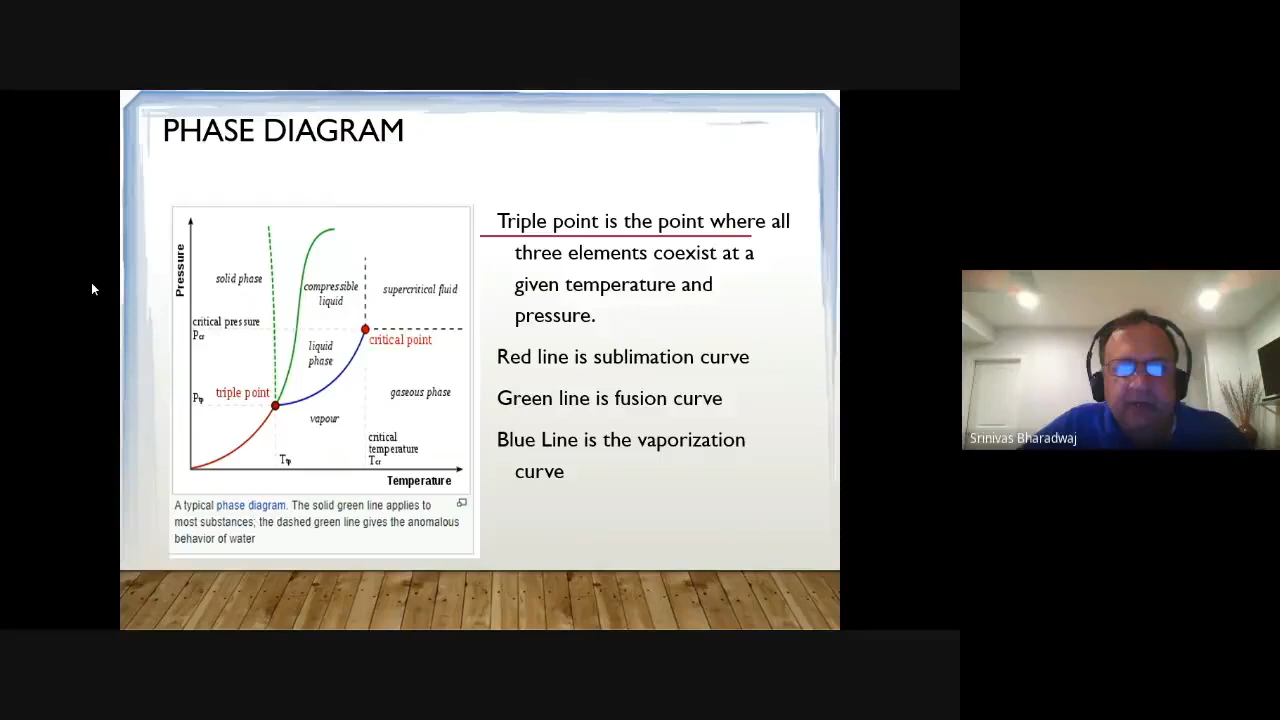 PHASE DIAGRAM
Pressure
solid phase
compressible
liquid
supercritical fluid
critical pressure
Pcr
critical point
liquid
phase
Ptp
triple point
gaseous phase
vapour
critical
temperature
Tcr
Ttp
Temperature
A typical phase diagram. The solid green line applies to
most substances; the dashed green line gives the anomalous
behavior of water
Triple point is the point where all
three elements coexist at a
given temperature and
pressure.
Red line is sublimation curve
Green line is fusion curve
Blue Line is the vaporization
curve
Srinivas Bharadwaj